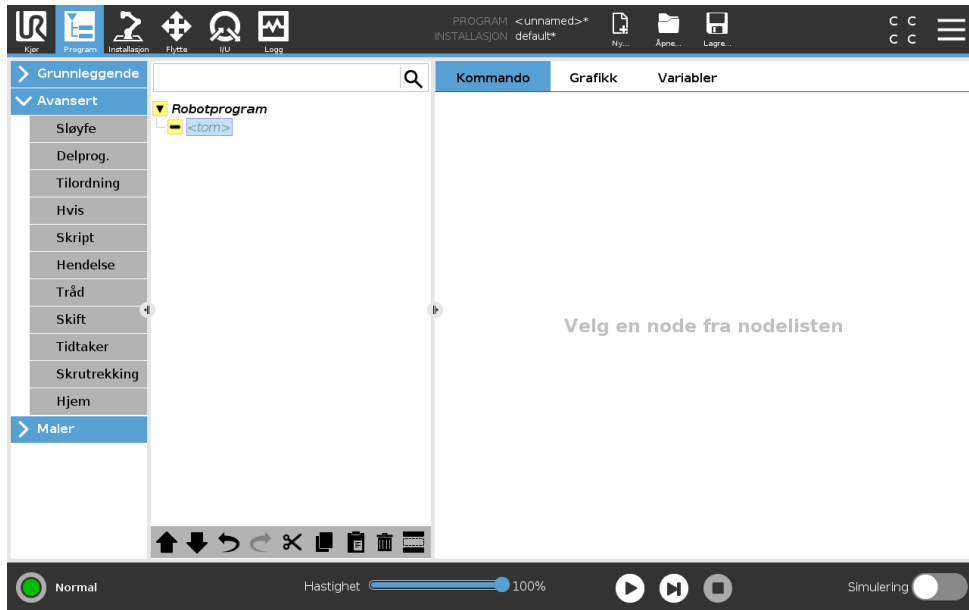 UR
PROGRAM <unnamed>*
INSTALLASJON default*
Kjør
Program
Installasjon
Flytte
I/U
Logg
Ny...
Åpne...
Lagre...
C C
C C
Grunnleggende
Avansert
Sløyfe
Delprog.
Tilordning
Hvis
Skript
Hendelse
Tråd
Skift
Tidtaker
Skrutrekking
Hjem
Maler
Robotprogram
<tom>
Kommando
Grafikk
Variabler
Velg en node fra nodelisten
Normal
Hastighet
100%
Simulering